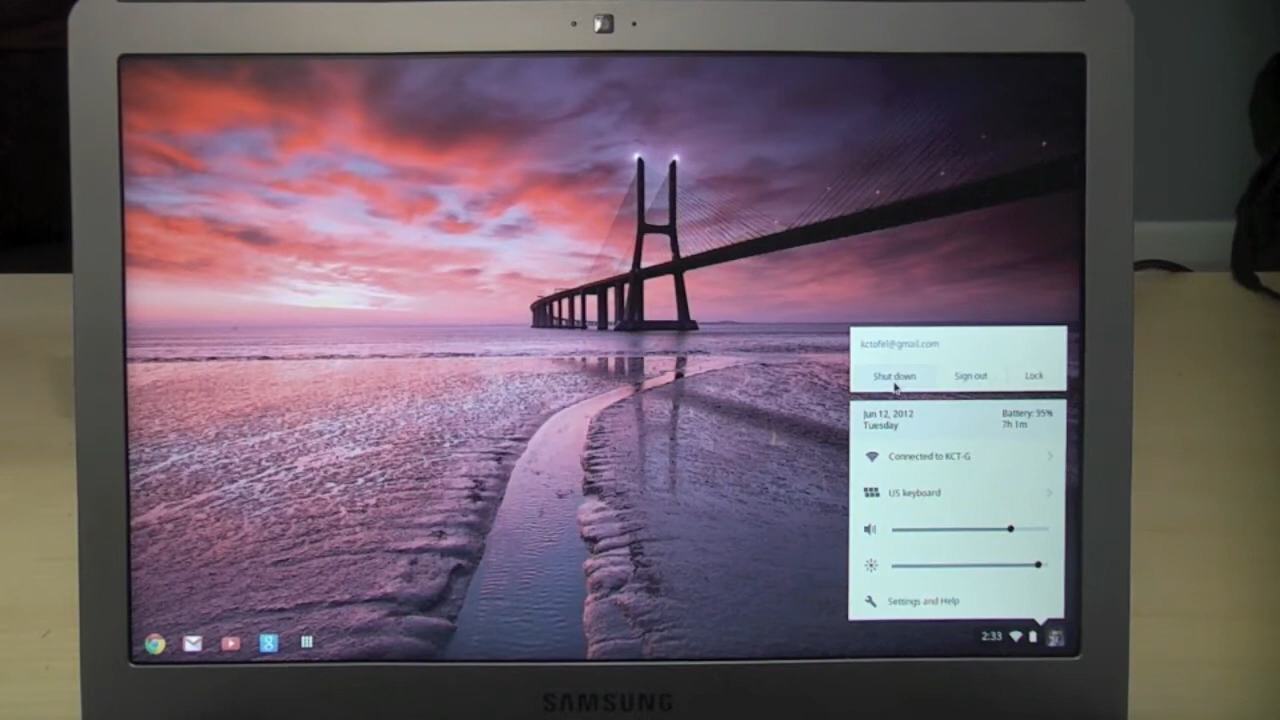 kctofel@gmail.com
Shut down Sign out Lock
Jun 12, 2012 Battery: 95%
Tuesday 7h 1m
Connected to KCT-G
US keyboard
Settings and Help
2:33
SAMSUNG